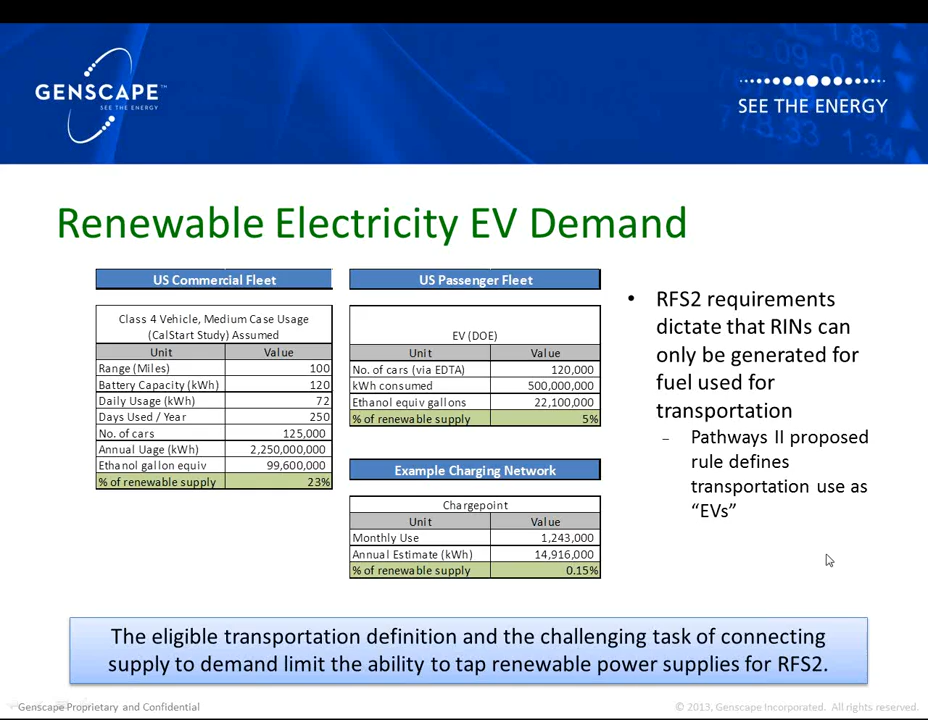 GENSCAPE™
SEE THE ENERGY
SEE THE ENERGY
Renewable Electricity EV Demand
US Commercial Fleet
Class 4 Vehicle, Medium Case Usage
(CalStart Study) Assumed
Unit Value
Range (Miles) 100
Battery Capacity (kWh) 120
Daily Usage (kWh) 72
Days Used / Year 250
No. of cars 125,000
Annual Uage (kWh) 2,250,000,000
Ethanol gallon equiv 99,600,000
% of renewable supply 23%
US Passenger Fleet
EV (DOE)
Unit Value
No. of cars (via EDTA) 120,000
kWh consumed 500,000,000
Ethanol equiv gallons 22,100,000
% of renewable supply 5%
Example Charging Network
Chargepoint
Unit Value
Monthly Use 1,243,000
Annual Estimate (kWh) 14,916,000
% of renewable supply 0.15%
• RFS2 requirements
dictate that RINs can
only be generated for
fuel used for
transportation
– Pathways II proposed
rule defines
transportation use as
“EVs”
The eligible transportation definition and the challenging task of connecting
supply to demand limit the ability to tap renewable power supplies for RFS2.
Genscape Proprietary and Confidential
© 2013, Genscape Incorporated. All rights reserved.